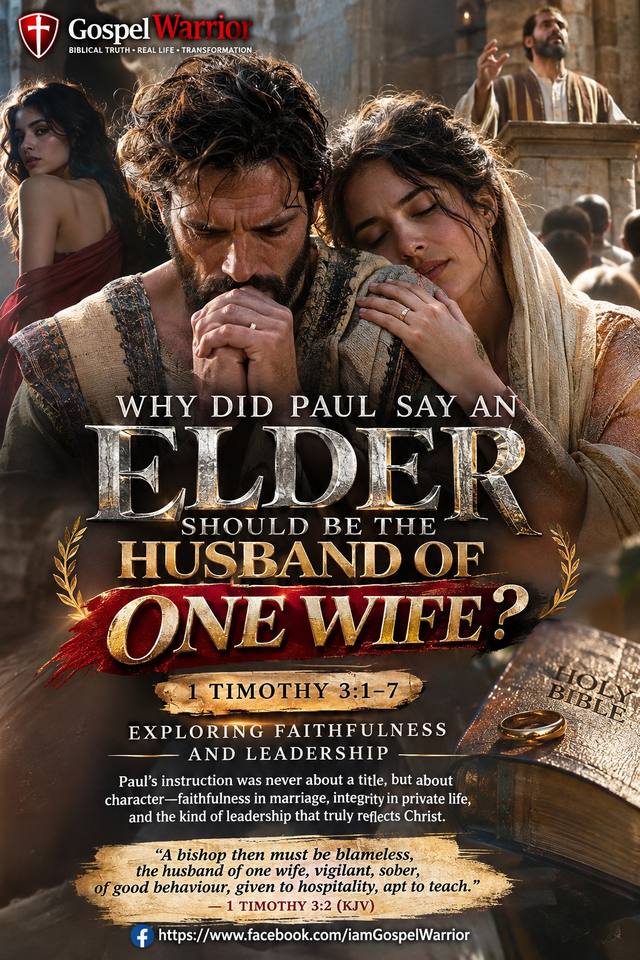 Gospel Warrior
BIBLICAL TRUTH • REAL LIFE • TRANSFORMATION
WHY DID PAUL SAY AN
ELDER
SHOULD BE THE
HUSBAND OF
ONE WIFE?
1 TIMOTHY 3:1–7
EXPLORING FAITHFULNESS
AND LEADERSHIP
Paul's instruction was never about a title, but about
character—faithfulness in marriage, integrity in private life,
and the kind of leadership that truly reflects Christ.
HOLY
BIBLE
“A bishop then must be blameless,
the husband of one wife, vigilant, sober,
of good behaviour, given to hospitality, apt to teach.”
— 1 TIMOTHY 3:2 (KJV)
https://www.facebook.com/iamGospelWarrior